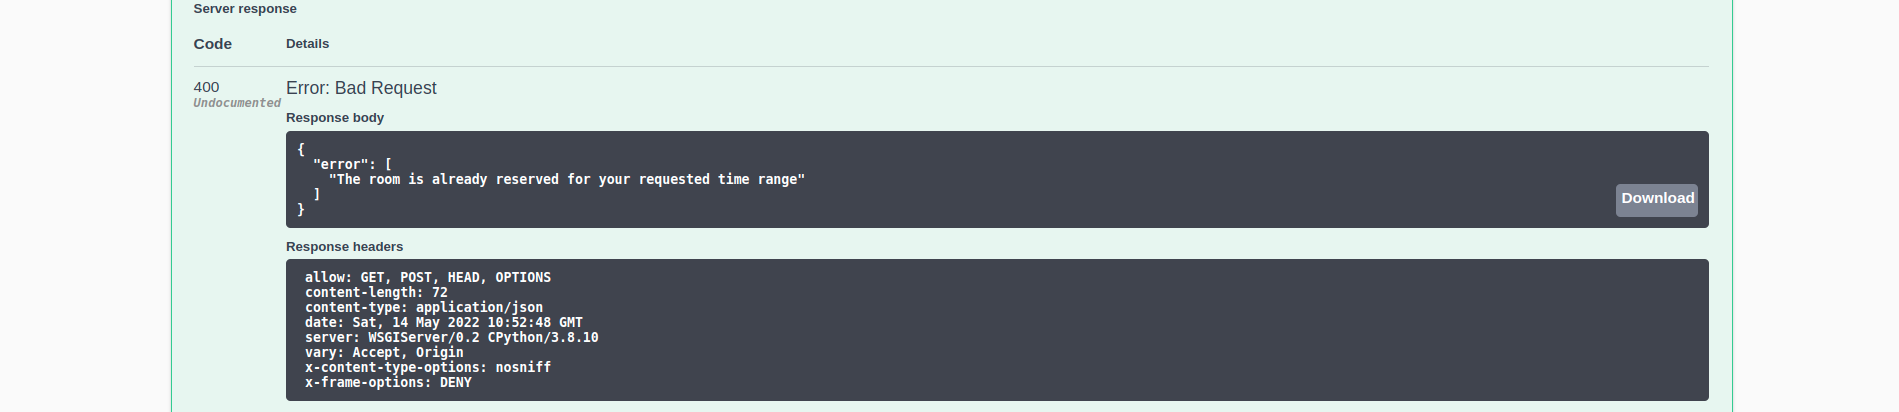 Server response
Code Details
400 Error: Bad Request
Undocumented
Response body
{
  "error": [
    "The room is already reserved for your requested time range"
  ]
}
Download
Response headers
allow: GET, POST, HEAD, OPTIONS
content-length: 72
content-type: application/json
date: Sat, 14 May 2022 10:52:48 GMT
server: WSGIServer/0.2 CPython/3.8.10
vary: Accept, Origin
x-content-type-options: nosniff
x-frame-options: DENY